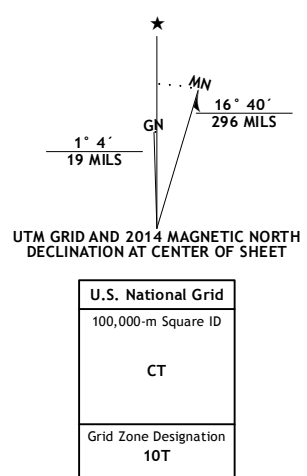 ★
MN
GN
16° 40´
296 MILS
1° 4´
19 MILS
UTM GRID AND 2014 MAGNETIC NORTH
DECLINATION AT CENTER OF SHEET
U.S. National Grid
100,000-m Square ID
CT
Grid Zone Designation
10T